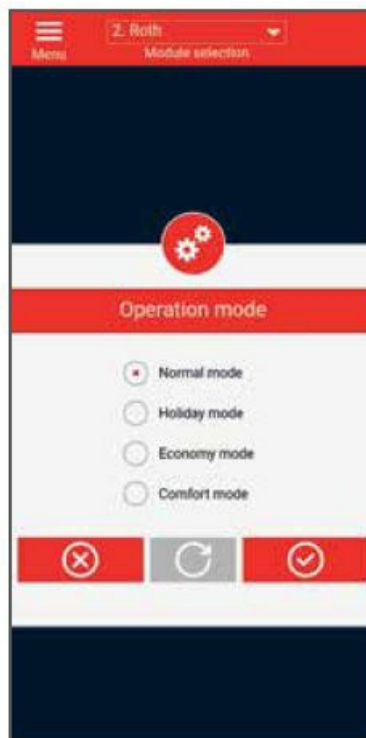 2. Roth
Menu
Module selection
Operation mode
Normal mode
Holiday mode
Economy mode
Comfort mode